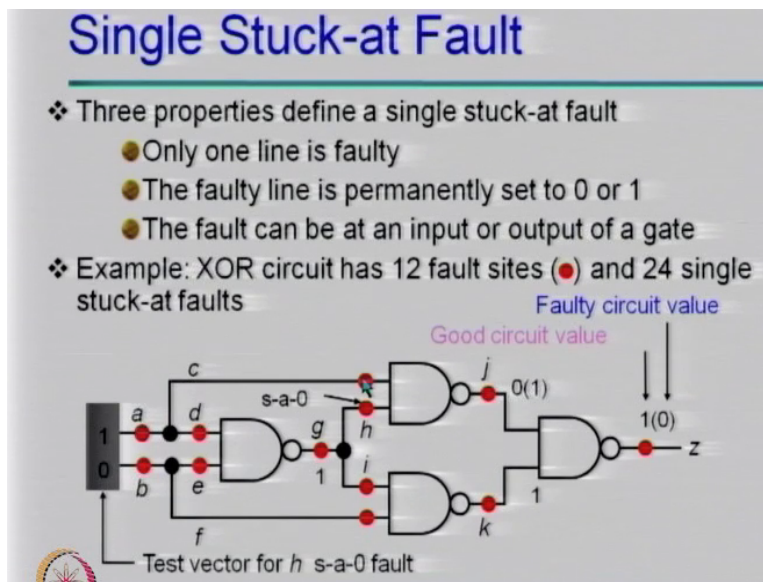 Single Stuck-at Fault
❖ Three properties define a single stuck-at fault
Only one line is faulty
The faulty line is permanently set to 0 or 1
The fault can be at an input or output of a gate
❖ Example: XOR circuit has 12 fault sites (●) and 24 single
stuck-at faults
Faulty circuit value
Good circuit value
c
j
s-a-0
0(1)
a
d
g
h
1(0)
1
z
0
1
i
b
e
1
f
k
Test vector for h s-a-0 fault